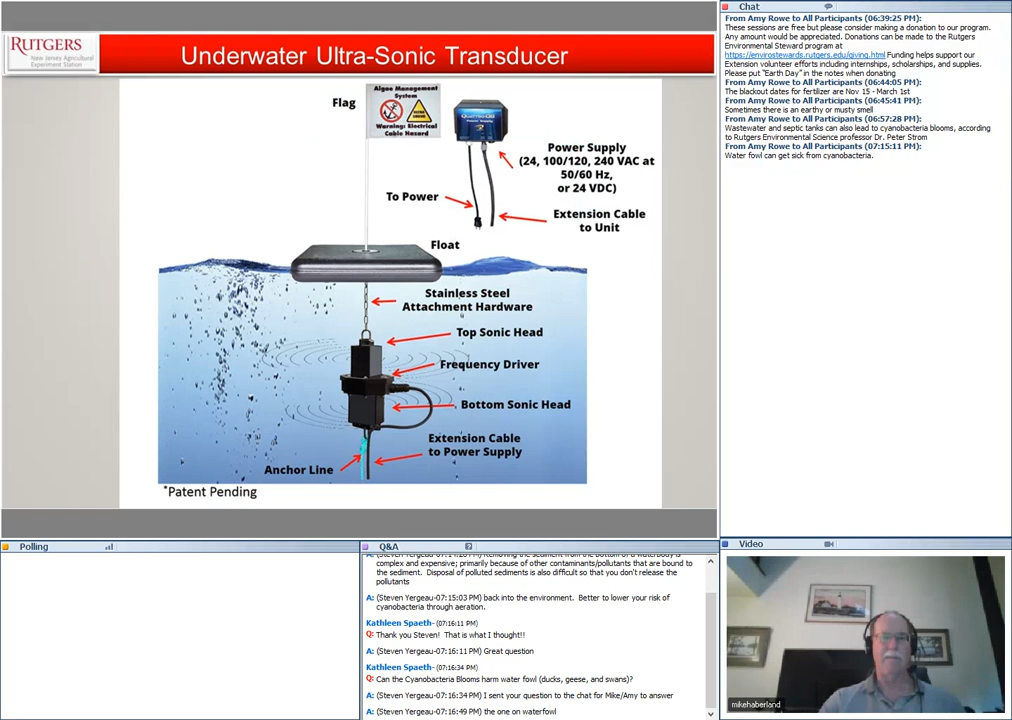 RUTGERS
New Jersey Agricultural
Experiment Station
Underwater Ultra-Sonic Transducer
Flag
Algae Management
System
Warning: Electrical
Cable Hazard
Power Supply
(24, 100/120, 240 VAC at
50/60 Hz,
or 24 VDC)
To Power
Extension Cable
to Unit
Float
Stainless Steel
Attachment Hardware
Top Sonic Head
Frequency Driver
Bottom Sonic Head
Extension Cable
to Power Supply
Anchor Line
*Patent Pending
Chat
From Amy Rowe to All Participants (06:39:25 PM):
These sessions are free but please consider making a donation to our program.
Any amount would be appreciated. Donations can be made to the Rutgers
Environmental Steward program at
https://envirostewards.rutgers.edu/giving.html Funding helps support our
Extension volunteer efforts including internships, scholarships, and supplies.
Please put "Earth Day" in the notes when donating
From Amy Rowe to All Participants (06:44:05 PM):
The blackout dates for fertilizer are Nov 15 - March 1st
From Amy Rowe to All Participants (06:45:41 PM):
Sometimes there is an earthy or musty smell
From Amy Rowe to All Participants (06:57:28 PM):
Wastewater and septic tanks can also lead to cyanobacteria blooms, according
to Rutgers Environmental Science professor Dr. Peter Strom
From Amy Rowe to All Participants (07:15:11 PM):
Water fowl can get sick from cyanobacteria.
Polling
Q&A
complex and expensive; primarily because of other contaminants/pollutants that are bound to
the sediment. Disposal of polluted sediments is also difficult so that you don't release the
pollutants
A: (Steven Yergeau-07:15:03 PM) back into the environment. Better to lower your risk of
cyanobacteria through aeration.
Kathleen Spaeth- (07:16:11 PM)
Q: Thank you Steven! That is what I thought!!
A: (Steven Yergeau-07:16:11 PM) Great question
Kathleen Spaeth- (07:16:34 PM)
Q: Can the Cyanobacteria Blooms harm water fowl (ducks, geese, and swans)?
A: (Steven Yergeau-07:16:34 PM) I sent your question to the chat for Mike/Amy to answer
A: (Steven Yergeau-07:16:49 PM) the one on waterfowl
Video
mikehaberland